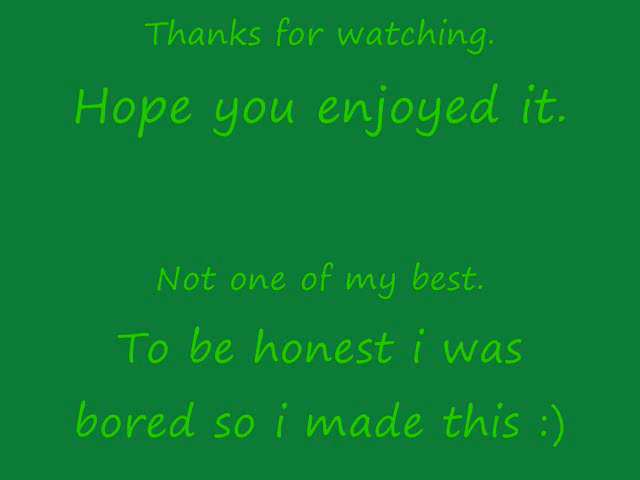 Thanks for watching.
Hope you enjoyed it.
Not one of my best.
To be honest i was
bored so i made this :)